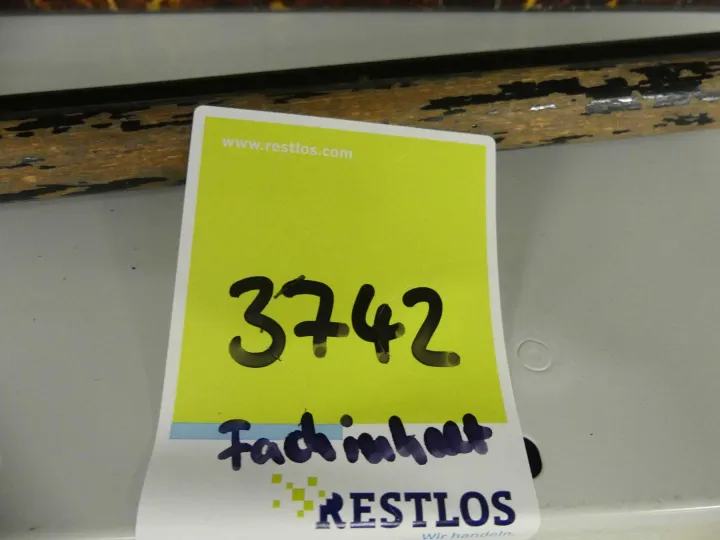 www.restlos.com
3742
Fachinhalt
RESTLOS
Wir handeln.